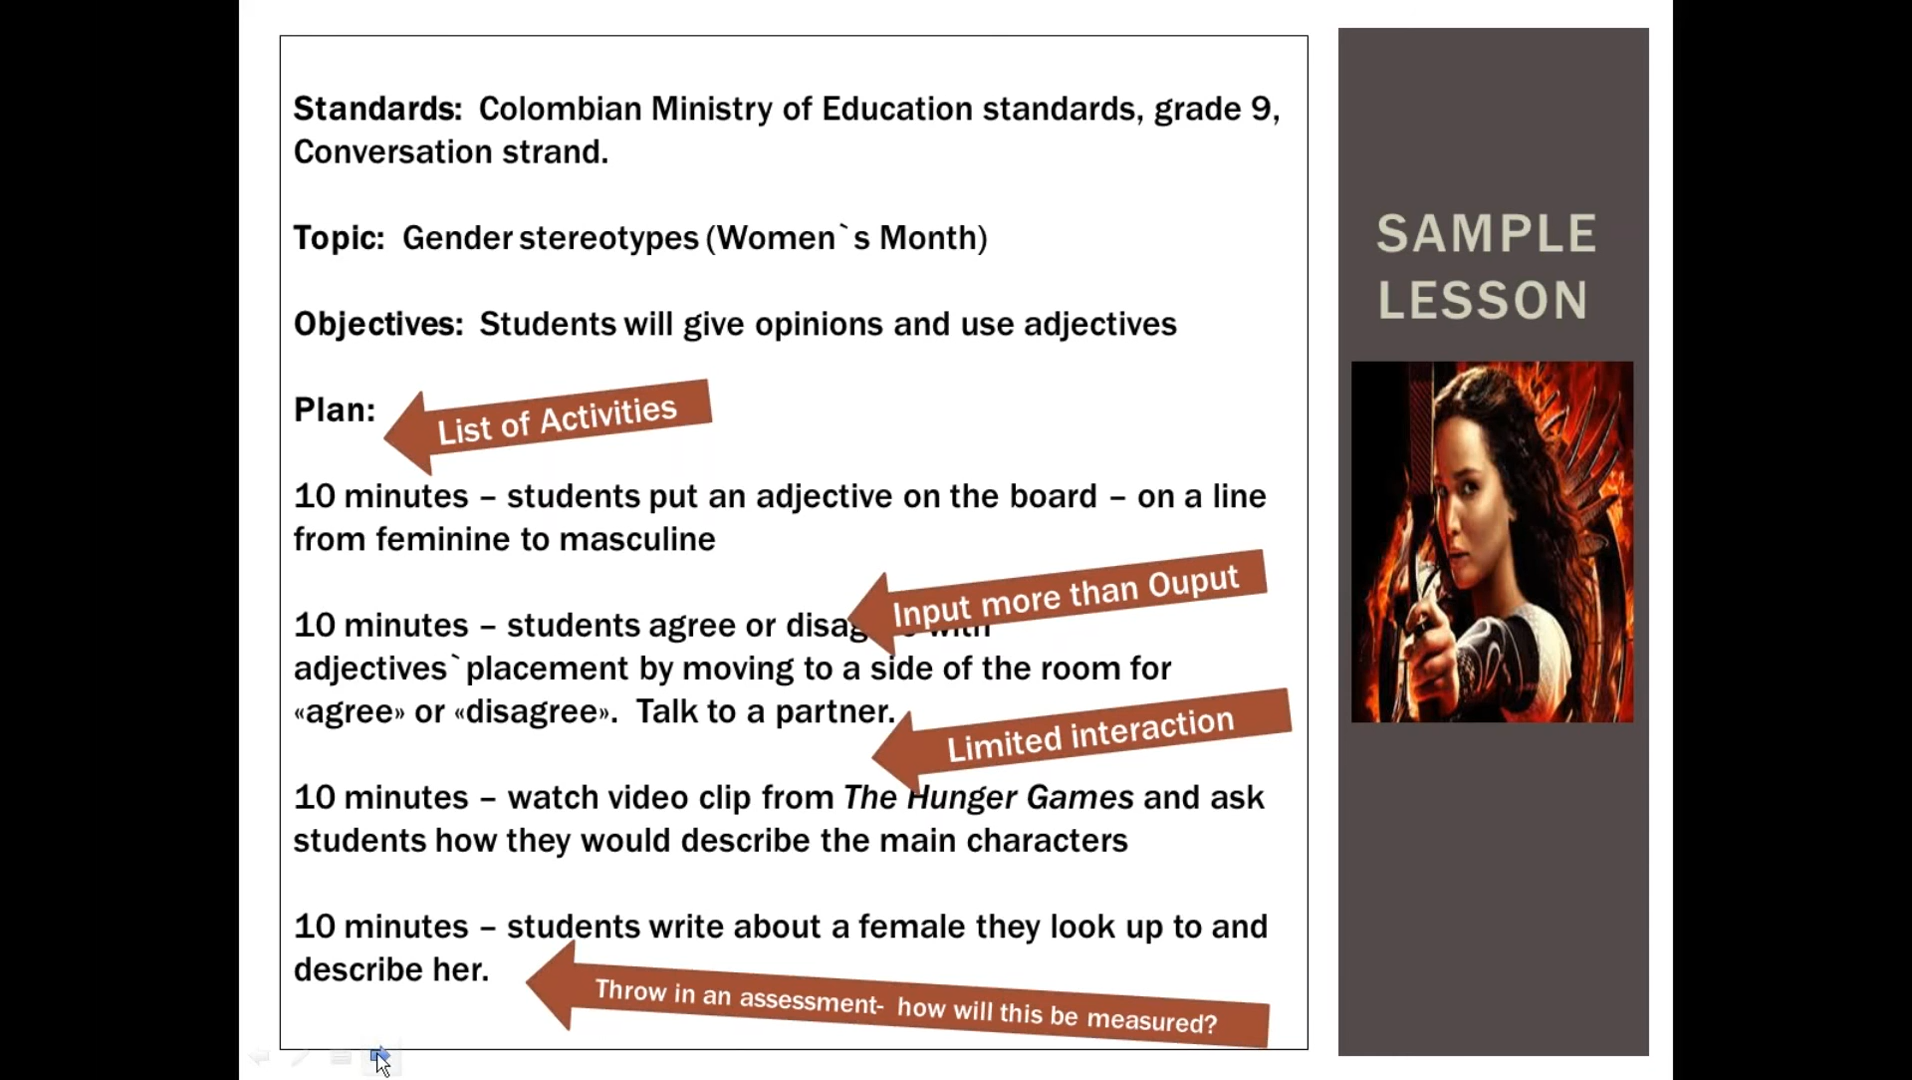 Standards: Colombian Ministry of Education standards, grade 9,
Conversation strand.
Topic: Gender stereotypes (Women`s Month)
Objectives: Students will give opinions and use adjectives
Plan:
List of Activities
10 minutes – students put an adjective on the board – on a line
from feminine to masculine
Input more than Ouput
10 minutes – students agree or with
adjectives`placement by moving to a side of the room for
«agree» or «disagree». Talk to a partner.
Limited interaction
10 minutes – watch video clip from The Hunger Games and ask
students how they would describe the main characters
10 minutes – students write about a female they look up to and
describe her.
Throw in an assessment- how will this be measured?
SAMPLE
LESSON